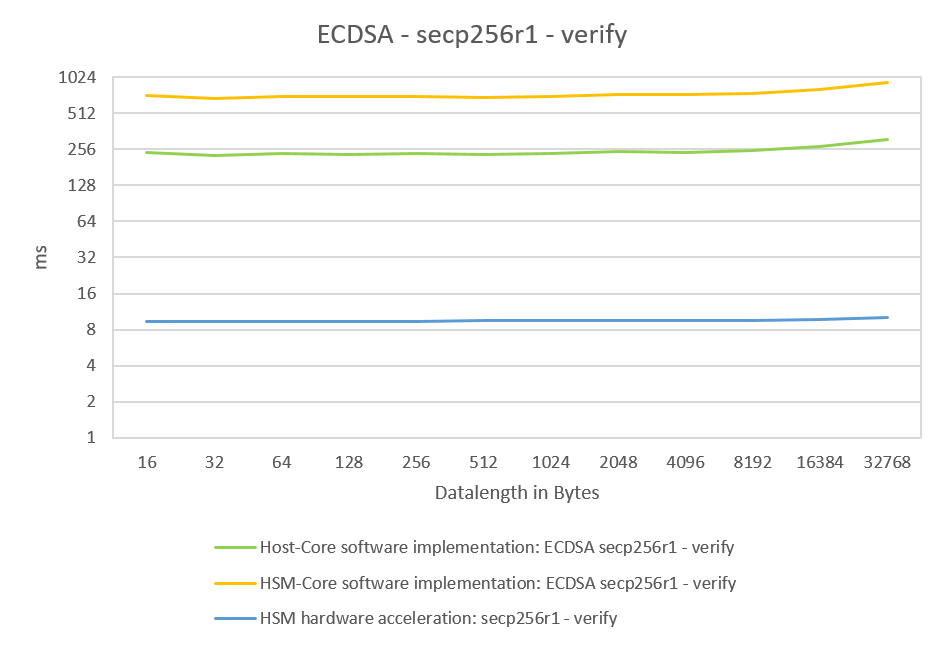 ECDSA - secp256r1 - verify
1024
512
256
128
64
32
16
8
4
2
1
ms
16 32 64 128 256 512 1024 2048 4096 8192 16384 32768
Datalength in Bytes
Host-Core software implementation: ECDSA secp256r1 - verify
HSM-Core software implementation: ECDSA secp256r1 - verify
HSM hardware acceleration: secp256r1 - verify